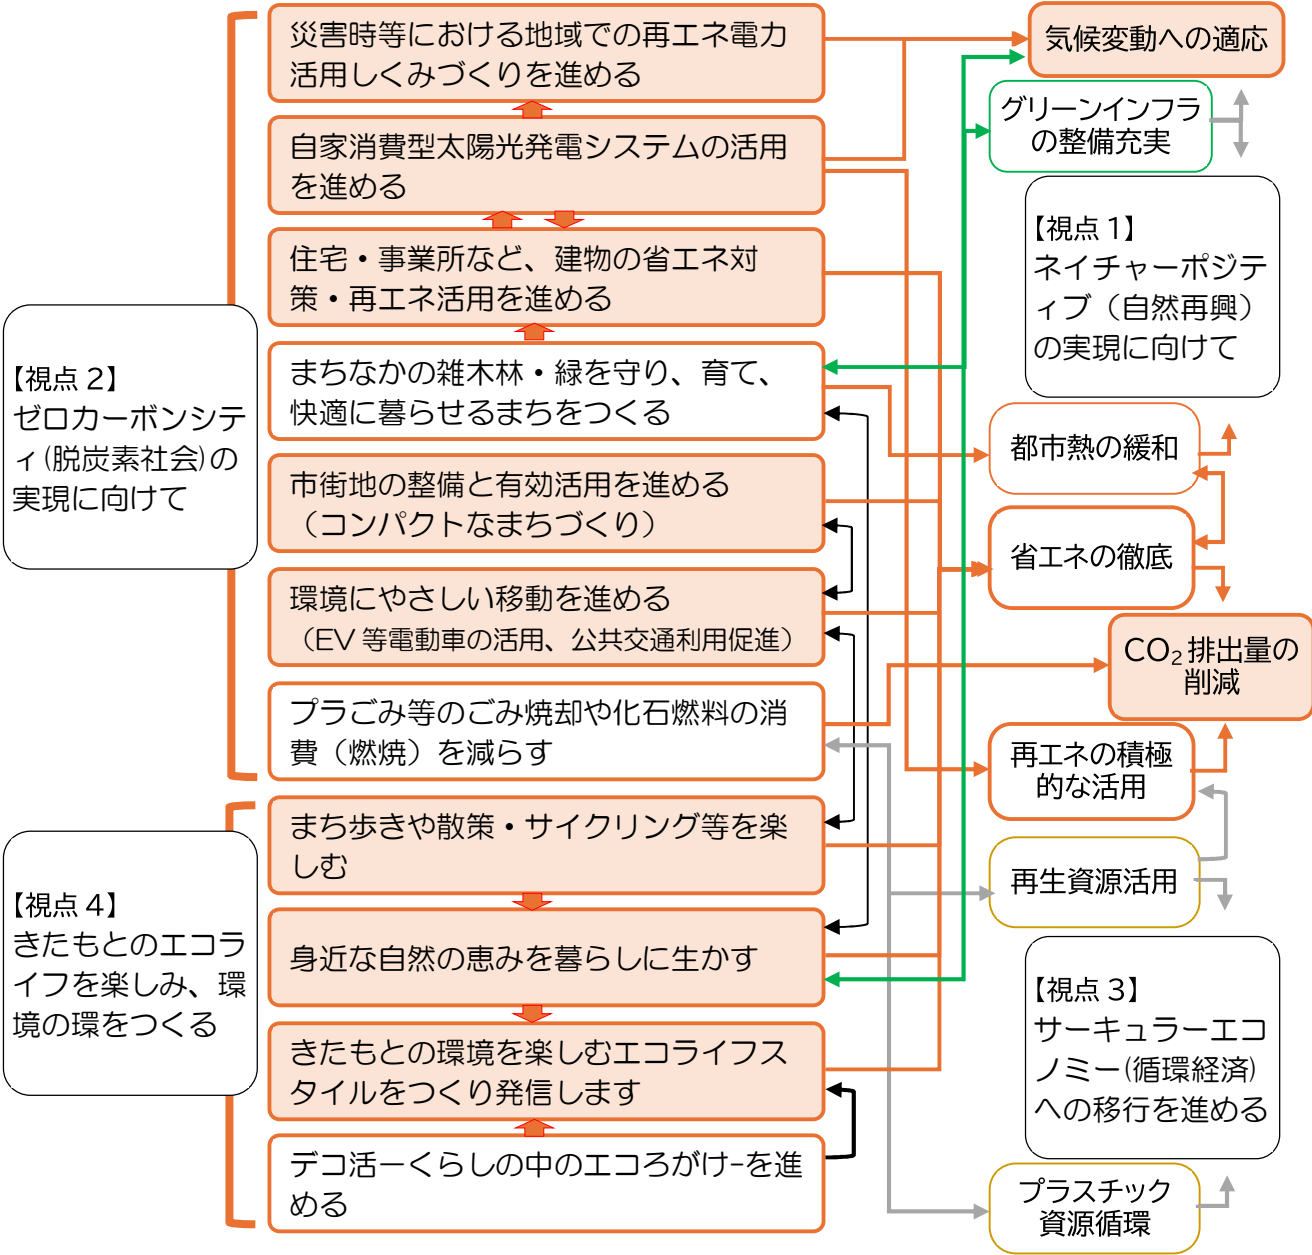 災害時等における地域での再エネ電力
活用しくみづくりを進める
自家消費型太陽光発電システムの活用
を進める
住宅・事業所など、建物の省エネ対
策・再エネ活用を進める
まちなかの雑木林・緑を守り、育て、
快適に暮らせるまちをつくる
市街地の整備と有効活用を進める
（コンパクトなまちづくり）
環境にやさしい移動を進める
（EV等電動車の活用、公共交通利用促進）
プラごみ等のごみ焼却や化石燃料の消
費（燃焼）を減らす
まち歩きや散策・サイクリング等を楽
しむ
身近な自然の恵みを暮らしに生かす
きたもとの環境を楽しむエコライフス
タイルをつくり発信します
デコ活ーくらしの中のエコろがけ-を進
める
【視点2】
ゼロカーボンシテ
ィ(脱炭素社会)の
実現に向けて
【視点4】
きたもとのエコラ
イフを楽しみ、環
境の環をつくる
気候変動への適応
グリーンインフラ
の整備充実
【視点1】
ネイチャーポジテ
ィブ（自然再興）
の実現に向けて
都市熱の緩和
省エネの徹底
CO₂排出量の
削減
再エネの積極
的な活用
再生資源活用
【視点3】
サーキュラーエコ
ノミー(循環経済)
への移行を進める
プラスチック
資源循環